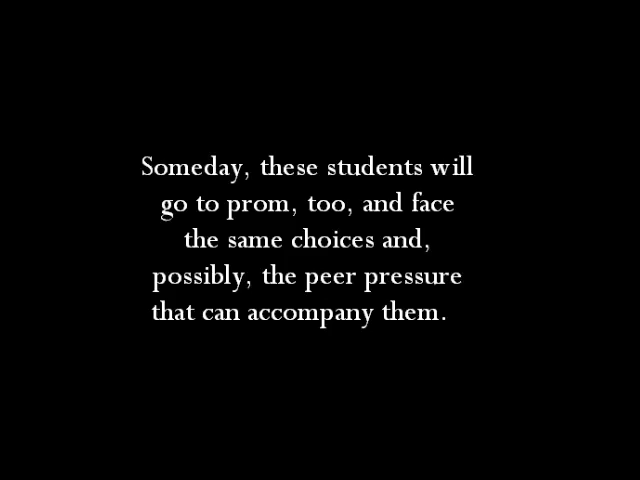 Someday, these students will
go to prom, too, and face
the same choices and,
possibly, the peer pressure
that can accompany them.